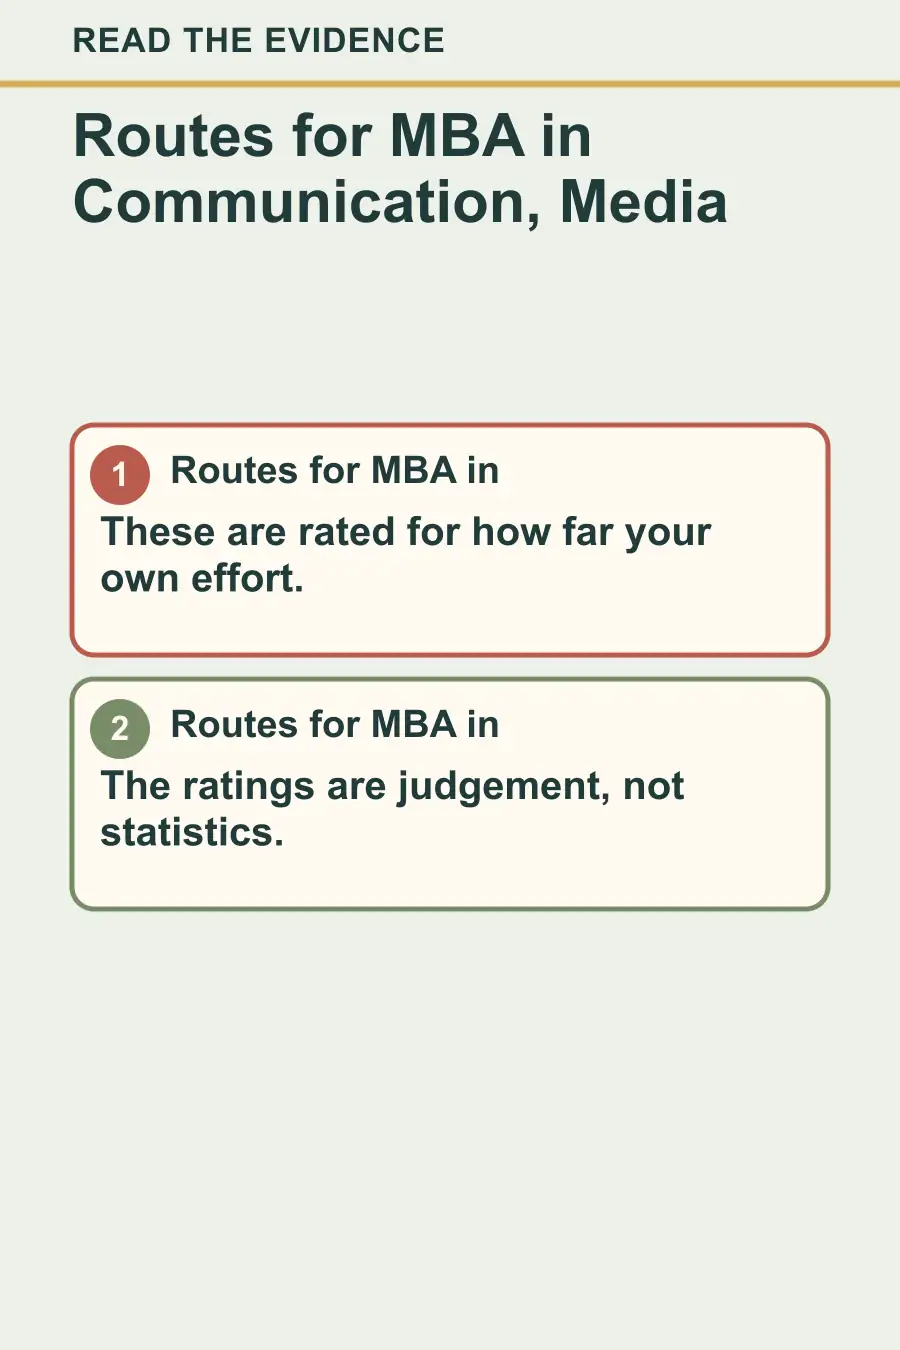 READ THE EVIDENCE
Routes for MBA in
Communication, Media
1 Routes for MBA in
These are rated for how far your
own effort.
2 Routes for MBA in
The ratings are judgement, not
statistics.